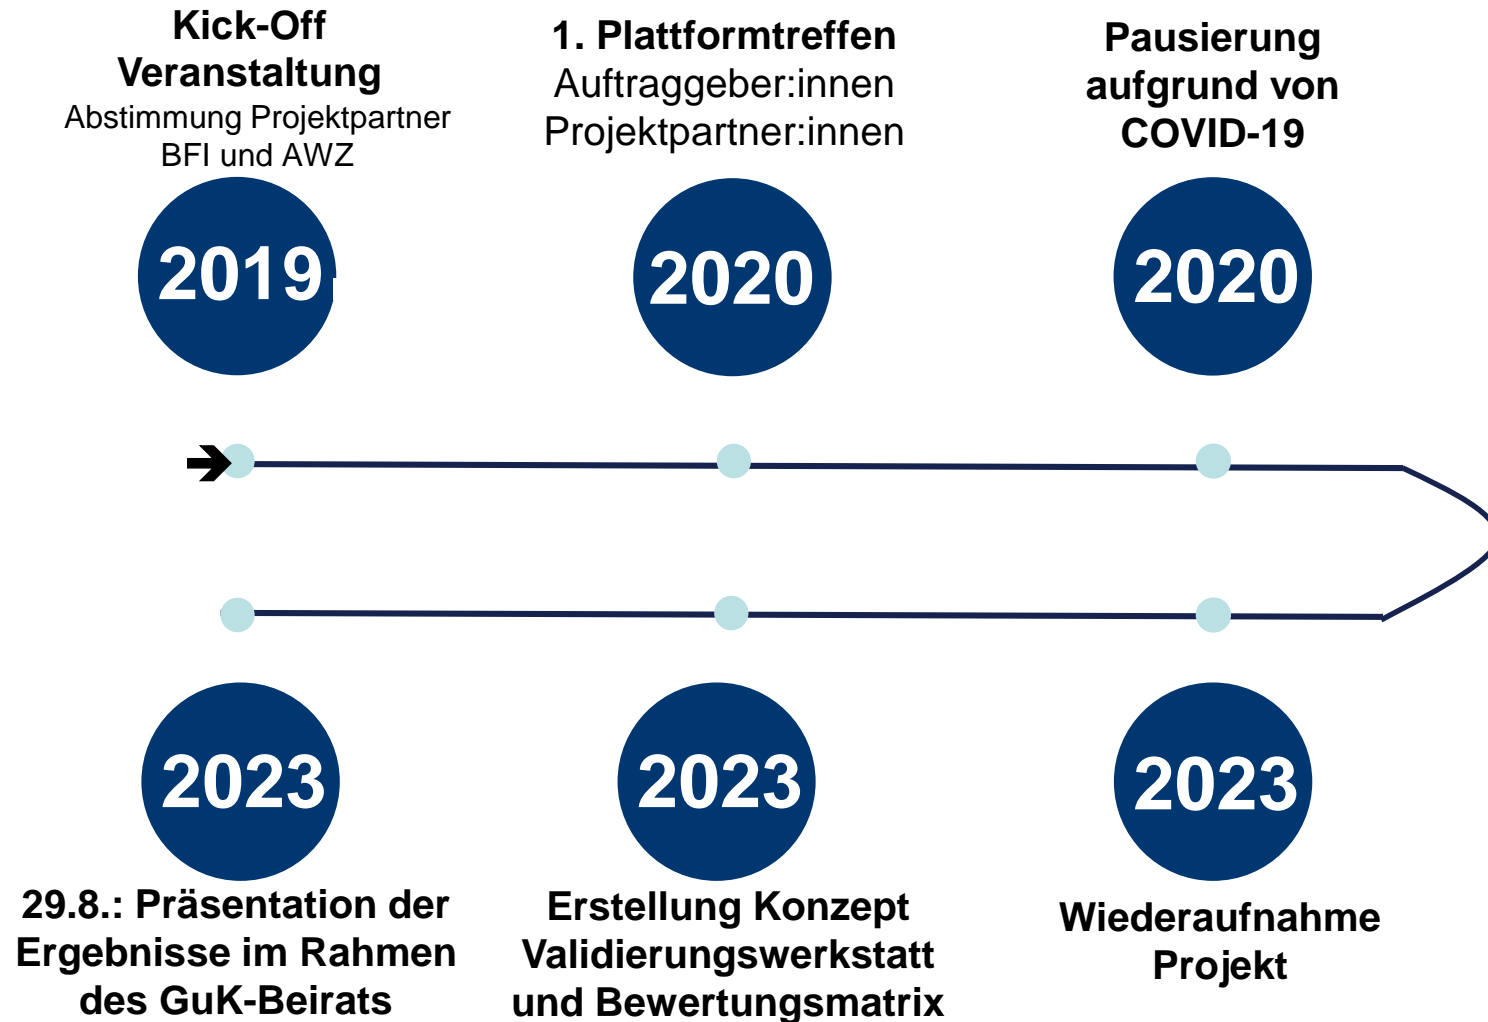 Kick-Off
Veranstaltung
Abstimmung Projektpartner
BFI und AWZ
2019
1. Plattformtreffen
Auftraggeber:innen
Projektpartner:innen
2020
Pausierung
aufgrund von
COVID-19
2020
2023
29.8.: Präsentation der
Ergebnisse im Rahmen
des GuK-Beirats
2023
Erstellung Konzept
Validierungswerkstatt
und Bewertungsmatrix
2023
Wiederaufnahme
Projekt